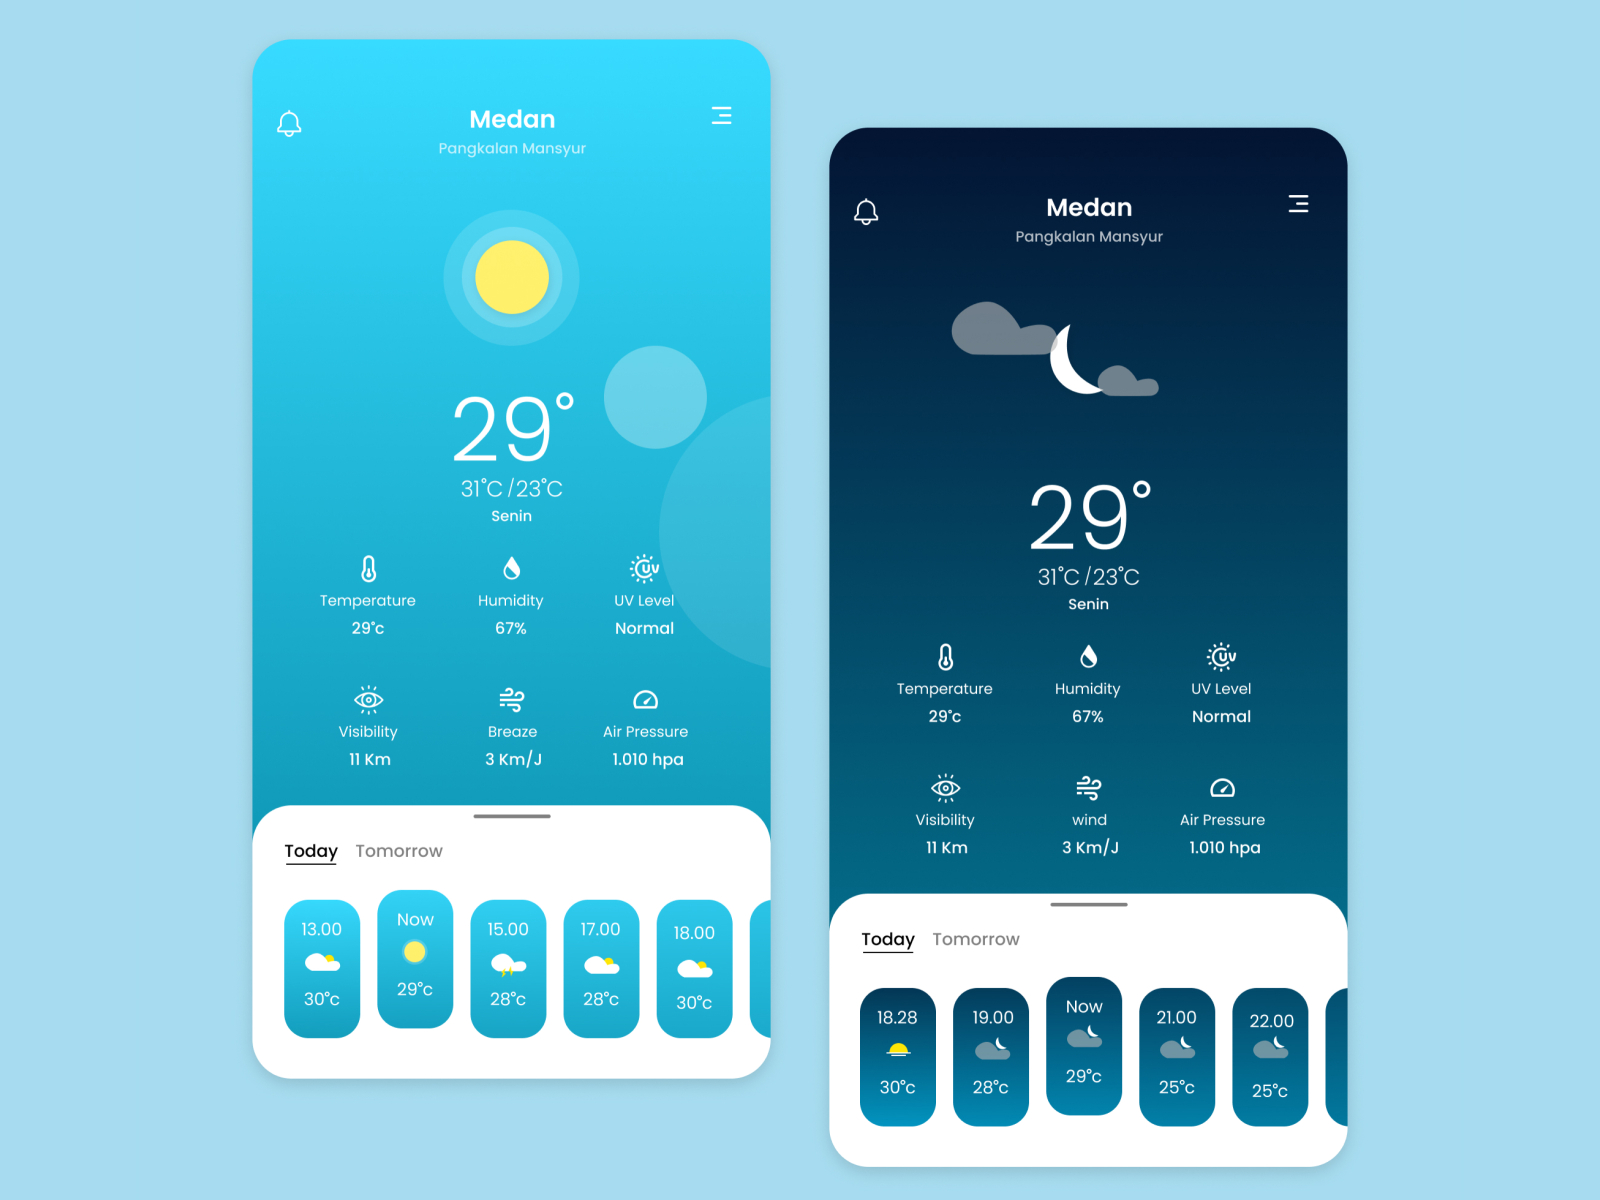 Medan
Pangkalan Mansyur
29°
31°C /23°C
Senin
Temperature Humidity UV Level
29°c 67% Normal
Visibility Breaze Air Pressure
11 Km 3 Km/J 1.010 hpa
Today Tomorrow
13.00 Now 15.00 17.00 18.00
30°c 29°c 28°c 28°c 30°c
Medan
Pangkalan Mansyur
29°
31°C /23°C
Senin
Temperature Humidity UV Level
29°c 67% Normal
Visibility wind Air Pressure
11 Km 3 Km/J 1.010 hpa
Today Tomorrow
18.28 19.00 Now 21.00 22.00
30°c 28°c 29°c 25°c 25°c